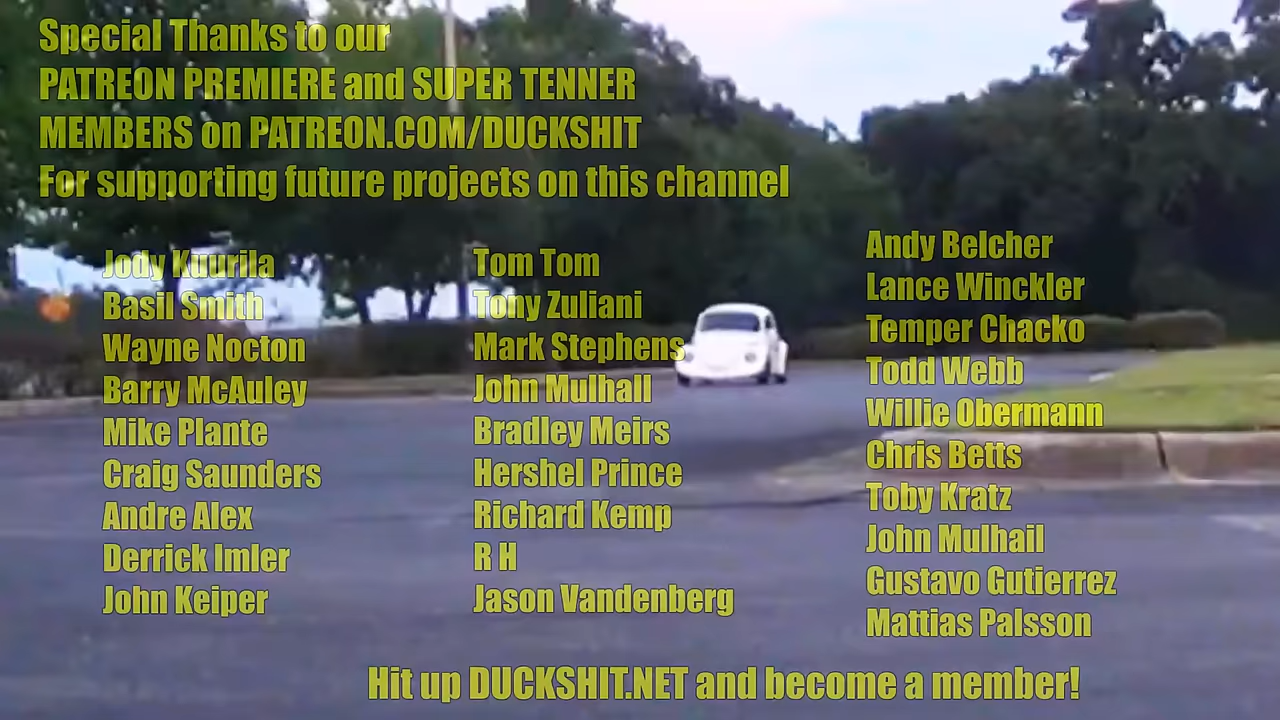 Special Thanks to our
PATREON PREMIERE and SUPER TENNER
MEMBERS on PATREON.COM/DUCKSHIT
For supporting future projects on this channel
Jody Kuurila
Basil Smith
Wayne Nocton
Barry McAuley
Mike Plante
Craig Saunders
Andre Alex
Derrick Imler
John Keiper
Tom Tom
Tony Zuliani
Mark Stephens
John Mulhall
Bradley Meirs
Hershel Prince
Richard Kemp
R H
Jason Vandenberg
Andy Belcher
Lance Winckler
Temper Chacko
Todd Webb
Willie Obermann
Chris Betts
Toby Kratz
John Mulhail
Gustavo Gutierrez
Mattias Palsson
Hit up DUCKSHIT.NET and become a member!